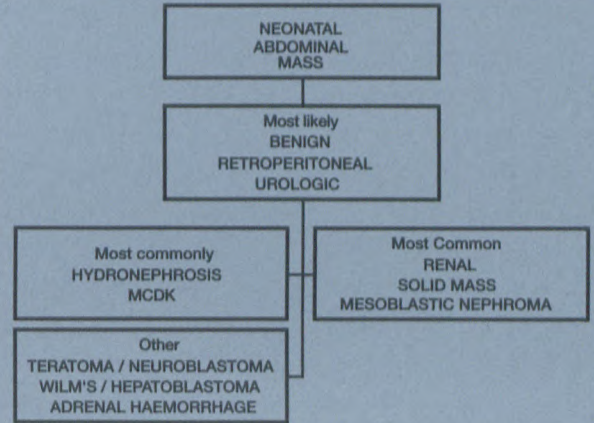 NEONATAL
ABDOMINAL
MASS
Most likely
BENIGN
RETROPERITONEAL
UROLOGIC
Most commonly
HYDRONEPHROSIS
MCDK
Most Common
RENAL
SOLID MASS
MESOBLASTIC NEPHROMA
Other
TERATOMA / NEUROBLASTOMA
WILM'S / HEPATOBLASTOMA
ADRENAL HAEMORRHAGE